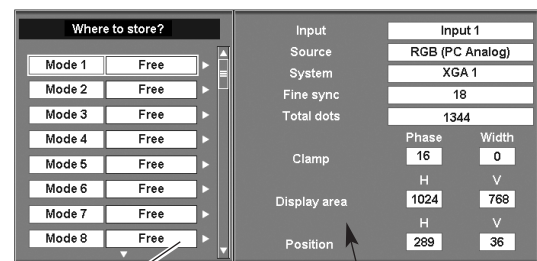 Where to store?
Mode 1 Free
Mode 2 Free
Mode 3 Free
Mode 4 Free
Mode 5 Free
Mode 6 Free
Mode 7 Free
Mode 8 Free
Input Input 1
Source RGB (PC Analog)
System XGA 1
Fine sync 18
Total dots 1344
Phase Width
Clamp 16 0
H V
Display area 1024 768
H V
Position 289 36